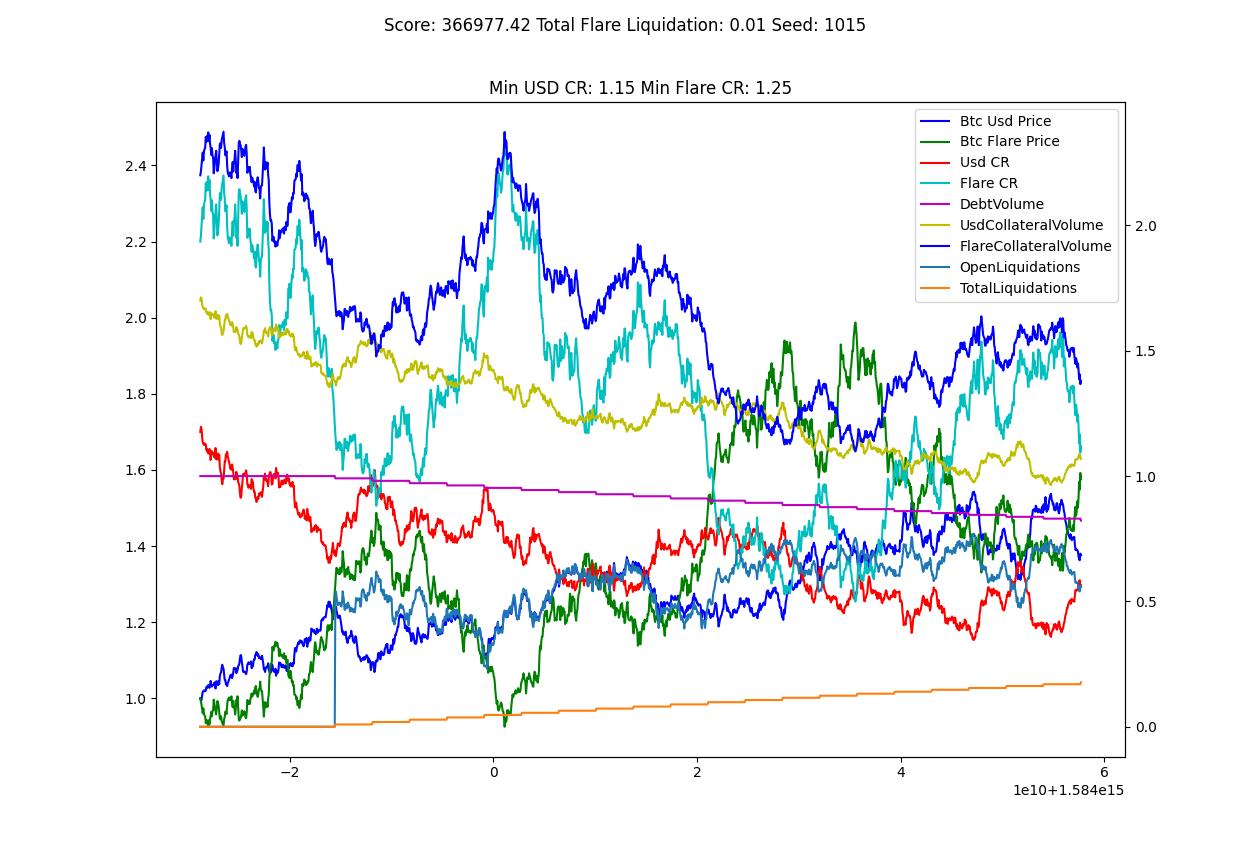 Score: 366977.42 Total Flare Liquidation: 0.01 Seed: 1015
Min USD CR: 1.15 Min Flare CR: 1.25
Btc Usd Price
Btc Flare Price
Usd CR
Flare CR
DebtVolume
UsdCollateralVolume
FlareCollateralVolume
OpenLiquidations
TotalLiquidations
2.4
2.2
2.0
1.8
1.6
1.4
1.2
1.0
2.0
1.5
1.0
0.5
0.0
−2 0 2 4 6
1e10+1.584e15